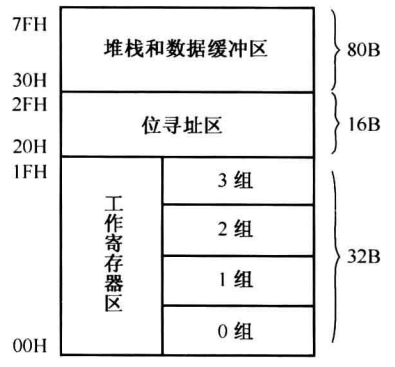 7FH
堆栈和数据缓冲区
80B
30H
2FH
位寻址区
16B
20H
1FH
工作寄存器区
3 组
2 组
32B
1 组
0 组
00H